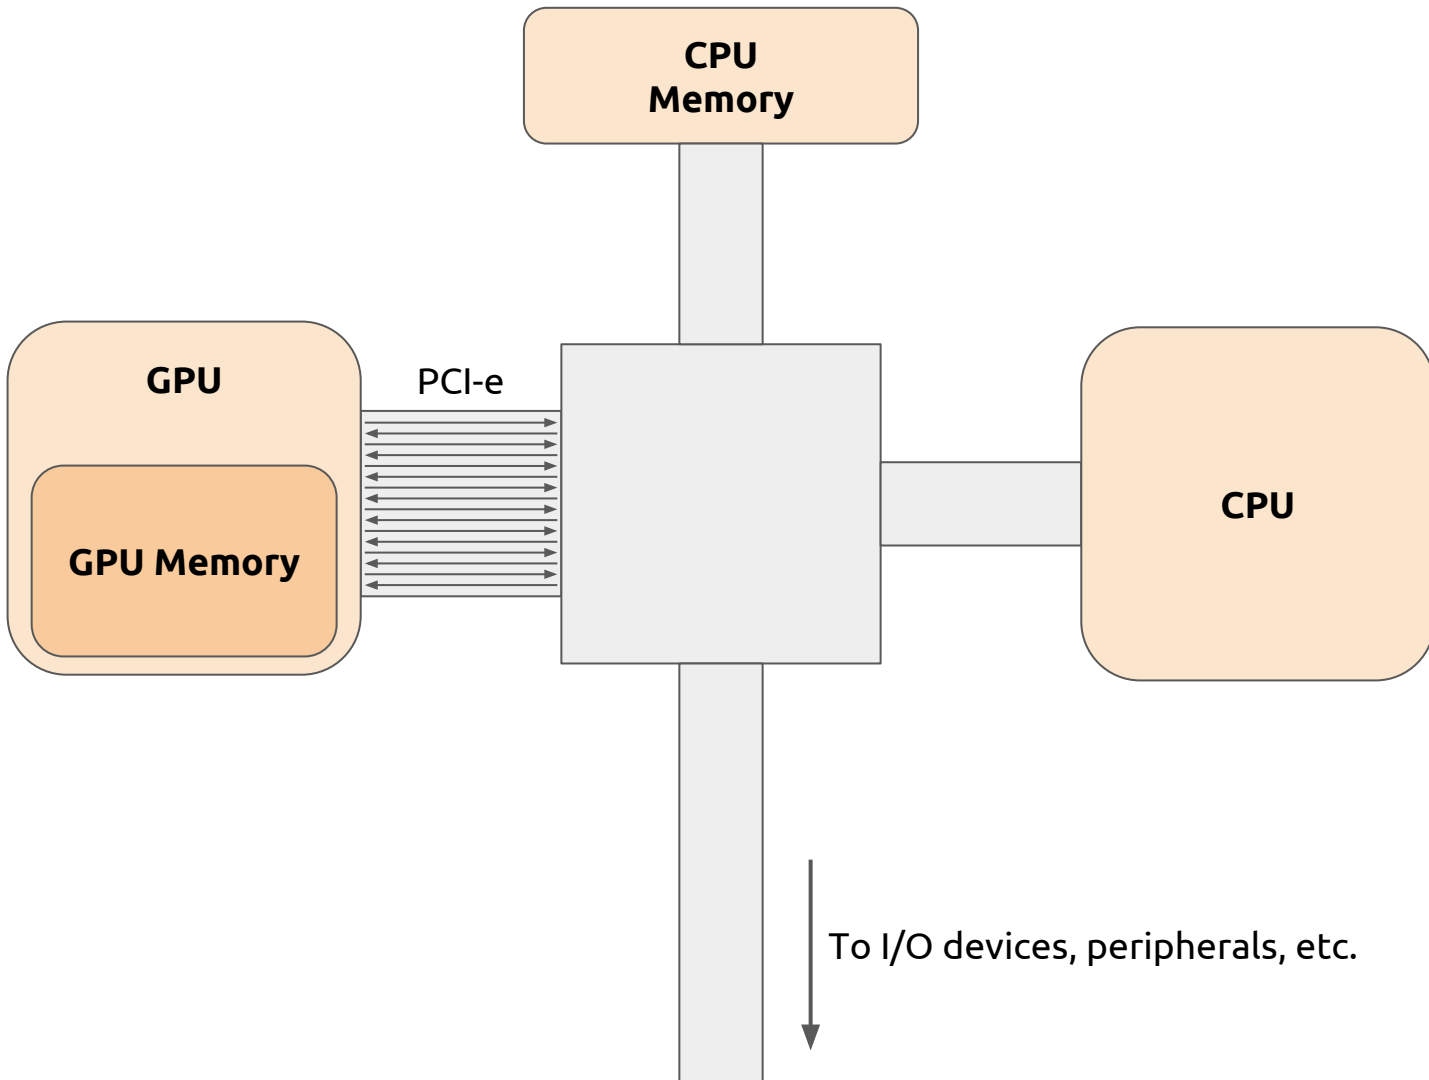 CPU
Memory
GPU
PCI-e
GPU Memory
CPU
To I/O devices, peripherals, etc.